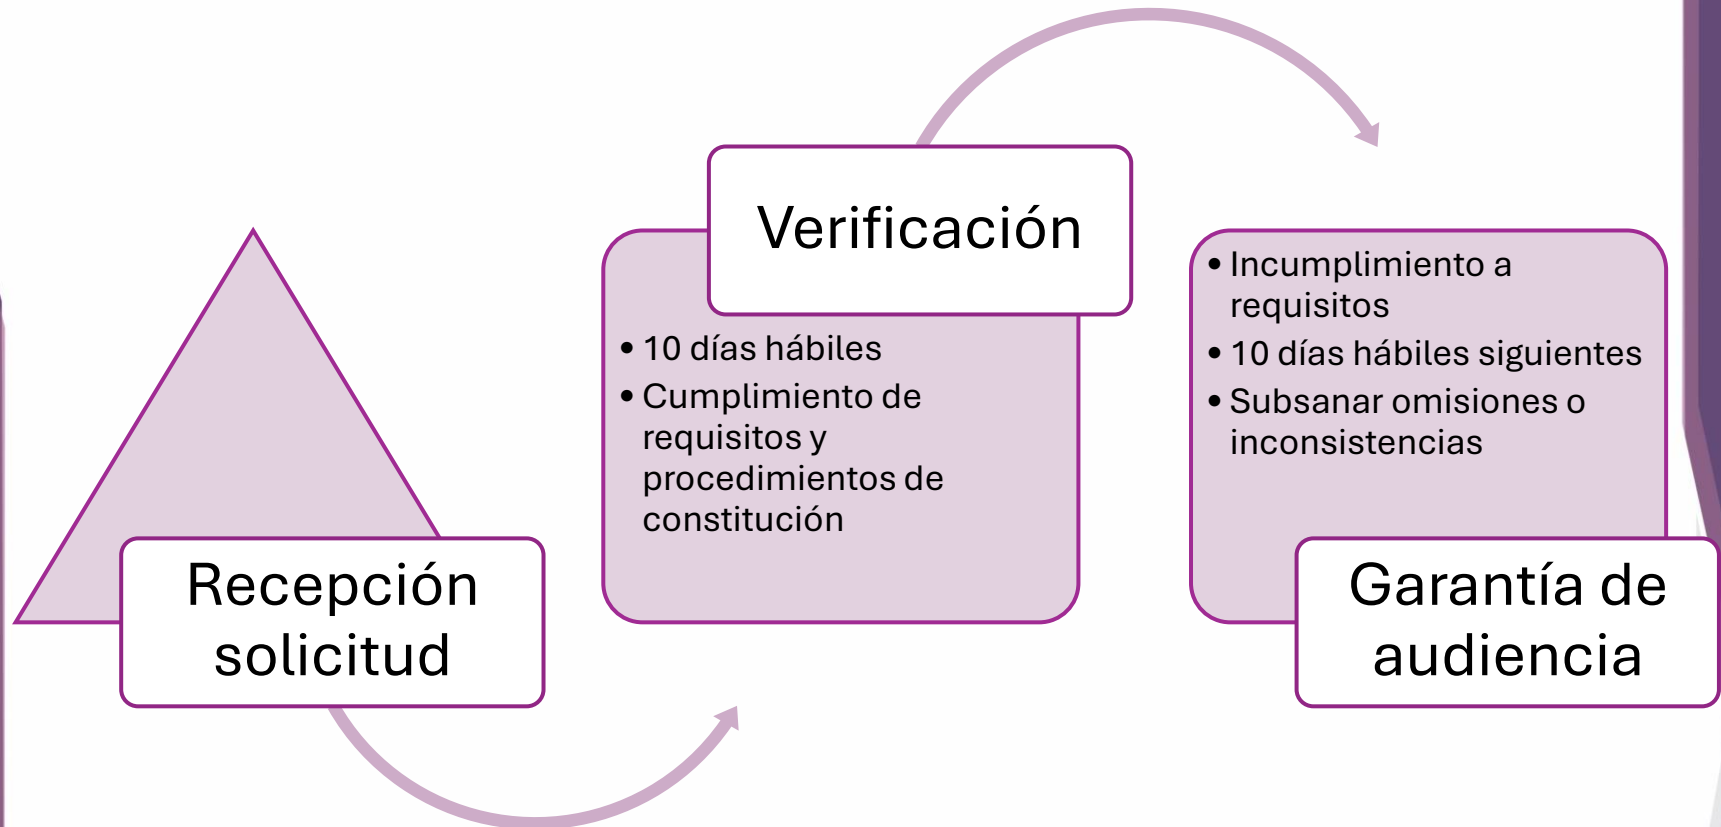 Recepción
solicitud
Verificación
• 10 días hábiles
• Cumplimiento de
requisitos y
procedimientos de
constitución
• Incumplimiento a
requisitos
• 10 días hábiles siguientes
• Subsanar omisiones o
inconsistencias
Garantía de
audiencia